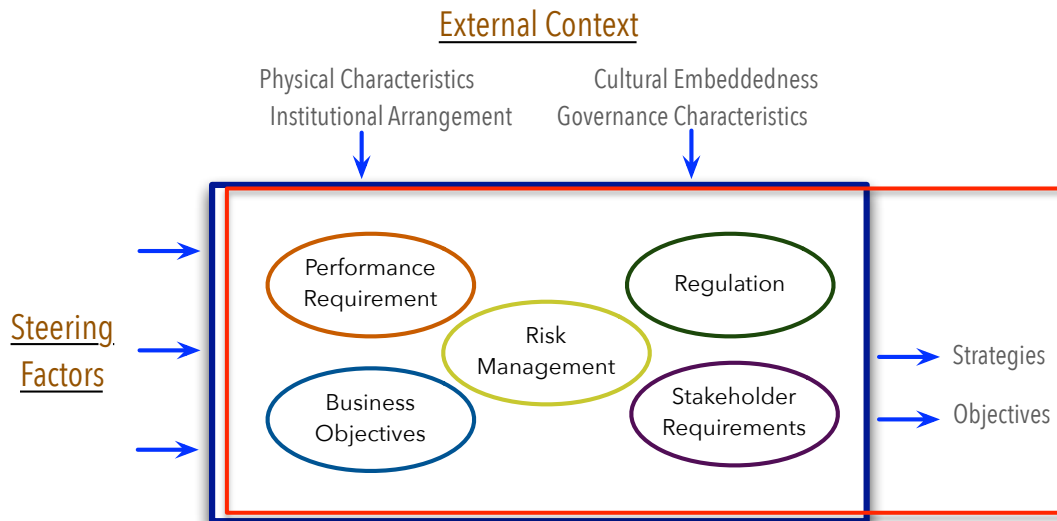 External Context
Physical Characteristics
Cultural Embeddedness
Institutional Arrangement
Governance Characteristics
Performance
Requirement
Regulation
Risk
Management
Steering
Factors
Business
Objectives
Stakeholder
Requirements
Strategies
Objectives